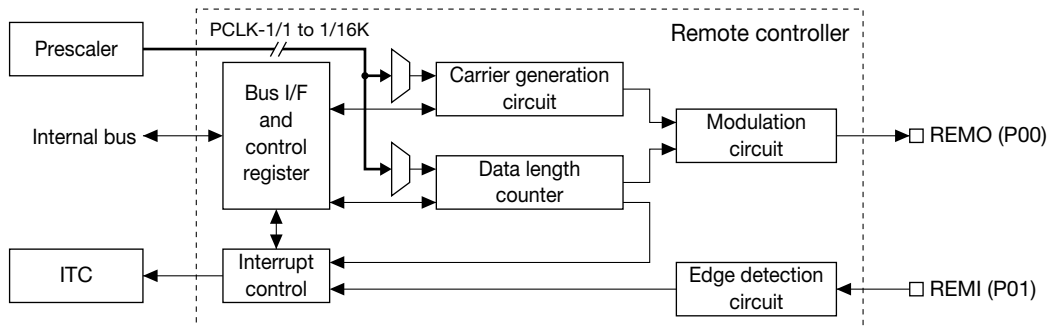 PCLK-1/1 to 1/16K
Remote controller
Prescaler
Carrier generation
circuit
Bus I/F
and
control
register
Internal bus
Modulation
circuit
REMO (P00)
Data length
counter
ITC
Interrupt
control
Edge detection
circuit
REMI (P01)